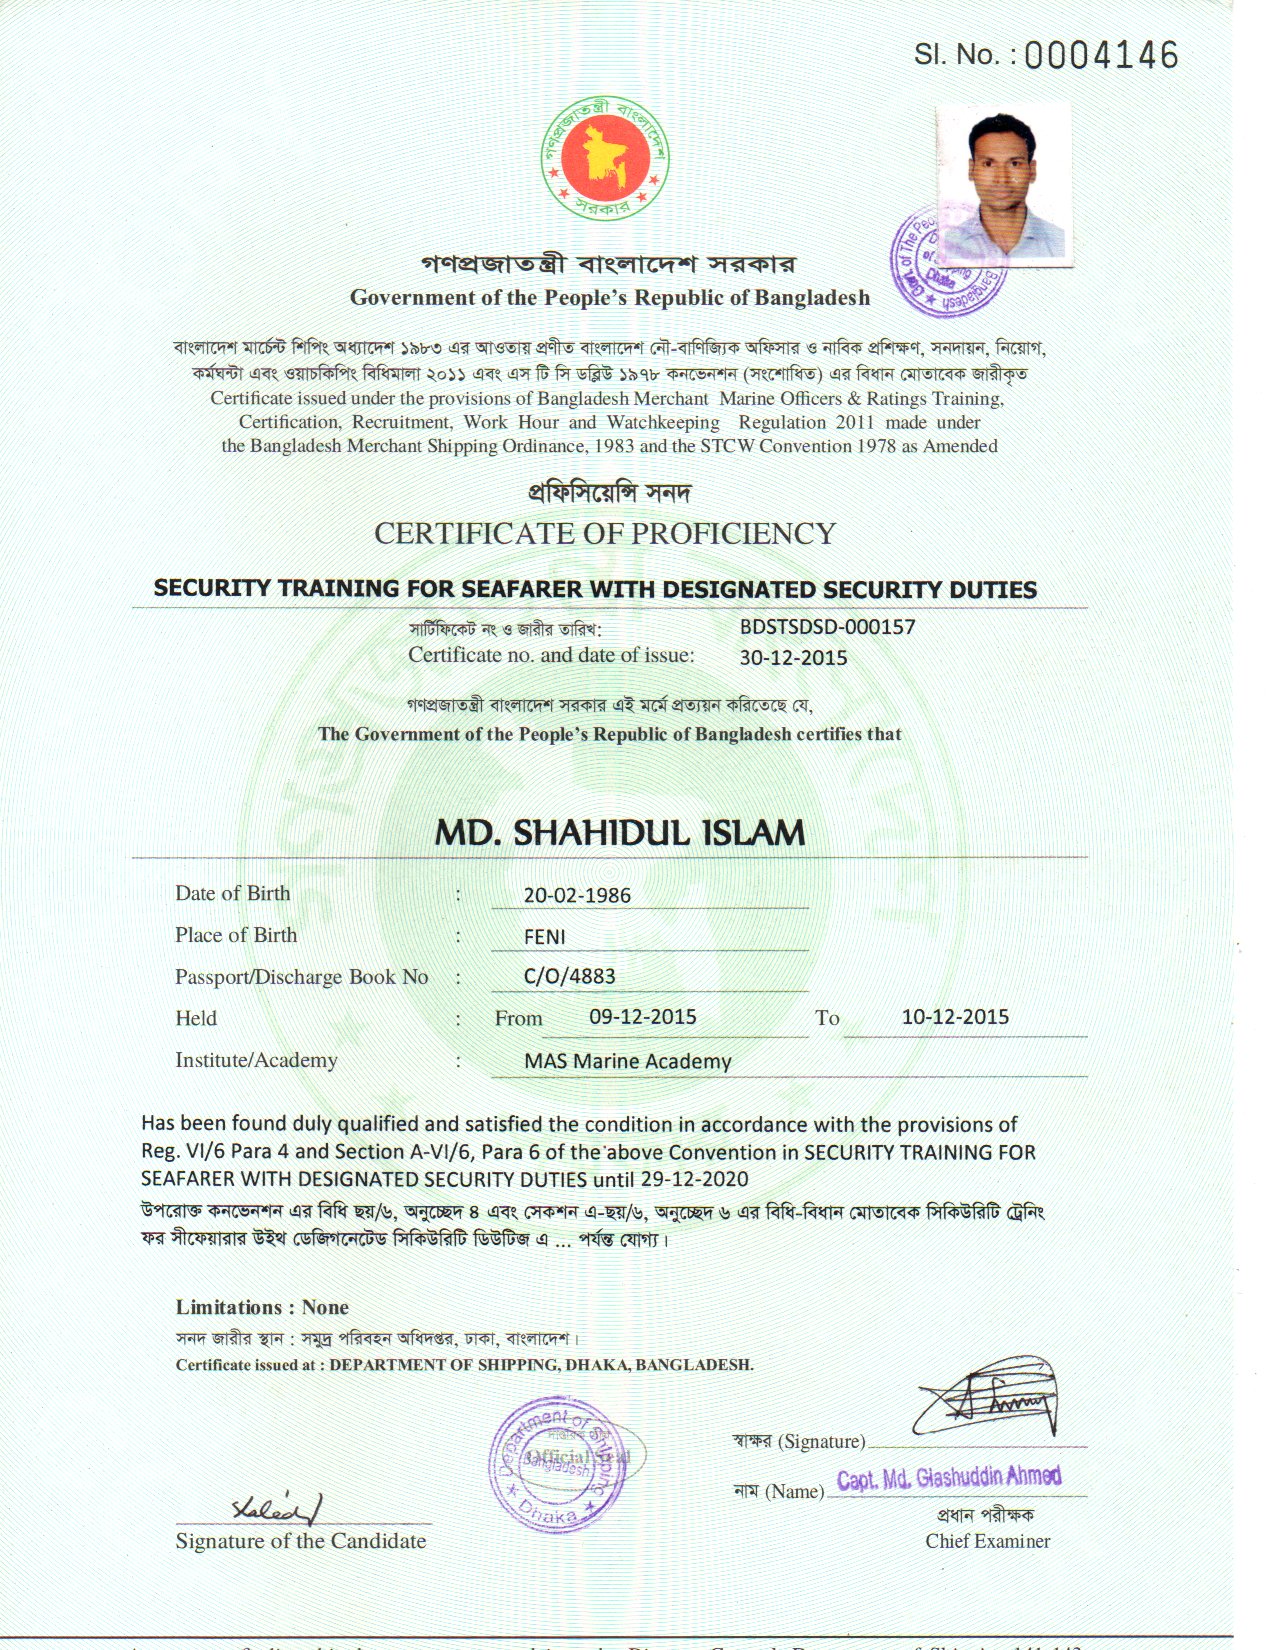 Sl. No. : 0004146
গণপ্রজাতন্ত্রী বাংলাদেশ
সরকার
Govt. of The Peo
Bangladesh
of
pping
Dhaka
গণপ্রজাতন্ত্রী বাংলাদেশ সরকার
Government of the People's Republic of Bangladesh
বাংলাদেশ মার্চেন্ট শিপিং অধ্যাদেশ ১৯৮৩ এর আওতায় প্রণীত বাংলাদেশ নৌ-বাণিজ্যিক অফিসার ও নাবিক প্রশিক্ষণ, সনদায়ন, নিয়োগ,
কর্মঘন্টা এবং ওয়াচকিপিং বিধিমালা ২০১১ এবং এস টি সি ডব্লিউ ১৯৭৮ কনভেনশন (সংশোধিত) এর বিধান মোতাবেক জারীকৃত
Certificate issued under the provisions of Bangladesh Merchant Marine Officers & Ratings Training,
Certification, Recruitment, Work Hour and Watchkeeping Regulation 2011 made under
the Bangladesh Merchant Shipping Ordinance, 1983 and the STCW Convention 1978 as Amended
প্রফিসিয়েন্সি সনদ
CERTIFICATE OF PROFICIENCY
SECURITY TRAINING FOR SEAFARER WITH DESIGNATED SECURITY DUTIES
সার্টিফিকেট নং ও জারীর তারিখ: BDSTSDSD-000157
Certificate no. and date of issue: 30-12-2015
গণপ্রজাতন্ত্রী বাংলাদেশ সরকার এই মর্মে প্রত্যয়ন করিতেছে যে,
The Government of the People's Republic of Bangladesh certifies that
MD. SHAHIDUL ISLAM
Date of Birth : 20-02-1986
Place of Birth : FENI
Passport/Discharge Book No : C/O/4883
Held : From 09-12-2015 To 10-12-2015
Institute/Academy : MAS Marine Academy
Has been found duly qualified and satisfied the condition in accordance with the provisions of
Reg. VI/6 Para 4 and Section A-VI/6, Para 6 of the above Convention in SECURITY TRAINING FOR
SEAFARER WITH DESIGNATED SECURITY DUTIES until 29-12-2020
উপরোক্ত কনভেনশন এর বিধি ছয়/৬, অনুচ্ছেদ ৪ এবং সেকশন এ-ছয়/৬, অনুচ্ছেদ ৬ এর বিধি-বিধান মোতাবেক সিকিউরিটি ট্রেনিং
ফর সীফেয়ারার উইথ ডেজিগনেটেড সিকিউরিটি ডিউটিজ এ ... পর্যন্ত যোগ্য।
Limitations : None
সনদ জারীর স্থান : সমুদ্র পরিবহন অধিদপ্তর, ঢাকা, বাংলাদেশ।
Certificate issued at : DEPARTMENT OF SHIPPING, DHAKA, BANGLADESH.
Department of Shipping
Official Seal
Bangladesh
Dhaka
স্বাক্ষর (Signature)
নাম (Name) Capt. Md. Giashuddin Ahmed
প্রধান পরীক্ষক
Chief Examiner
Signature of the Candidate